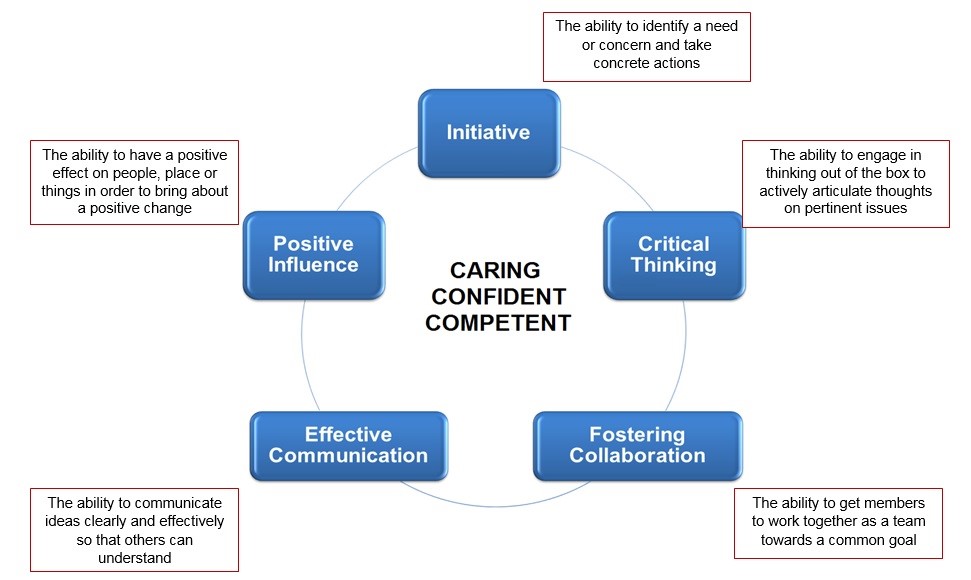 The ability to identify a need
or concern and take
concrete actions
Initiative
The ability to have a positive
effect on people, place or
things in order to bring about
a positive change
The ability to engage in
thinking out of the box to
actively articulate thoughts
on pertinent issues
Positive
Influence
Critical
Thinking
CARING
CONFIDENT
COMPETENT
Effective
Communication
Fostering
Collaboration
The ability to communicate
ideas clearly and effectively
so that others can
understand
The ability to get members
to work together as a team
towards a common goal